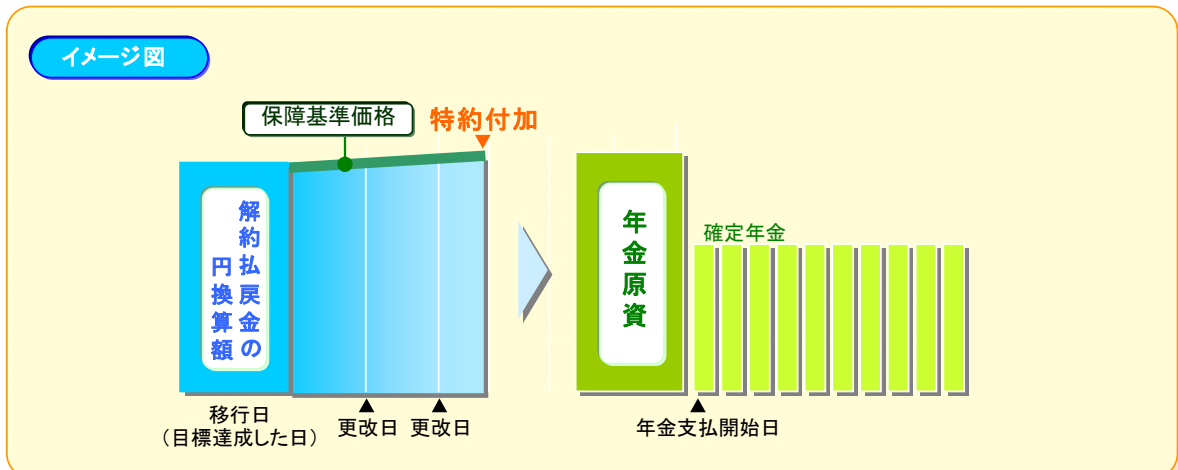 イメージ図
保障基準価格
特約付加
解約払戻金の
円換算額
年金原資
確定年金
移行日
（目標達成した日）
更改日
更改日
年金支払開始日